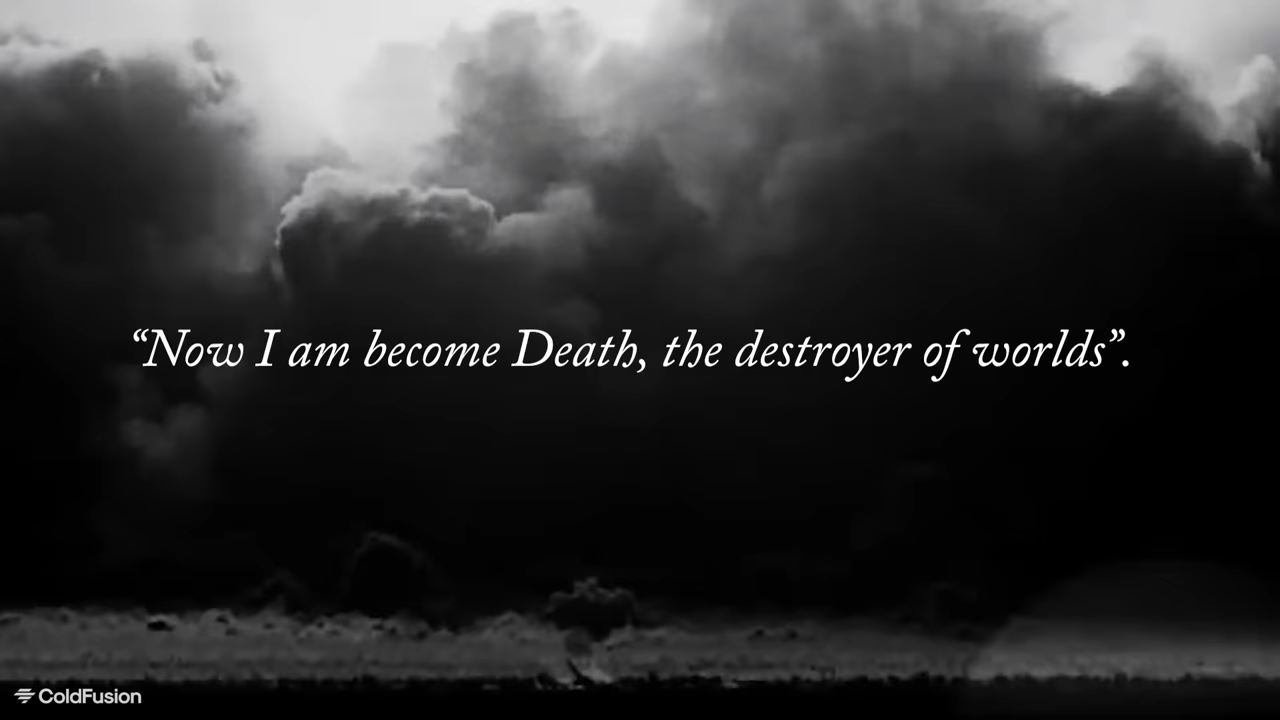 “Now I am become Death, the destroyer of worlds”.
ColdFusion